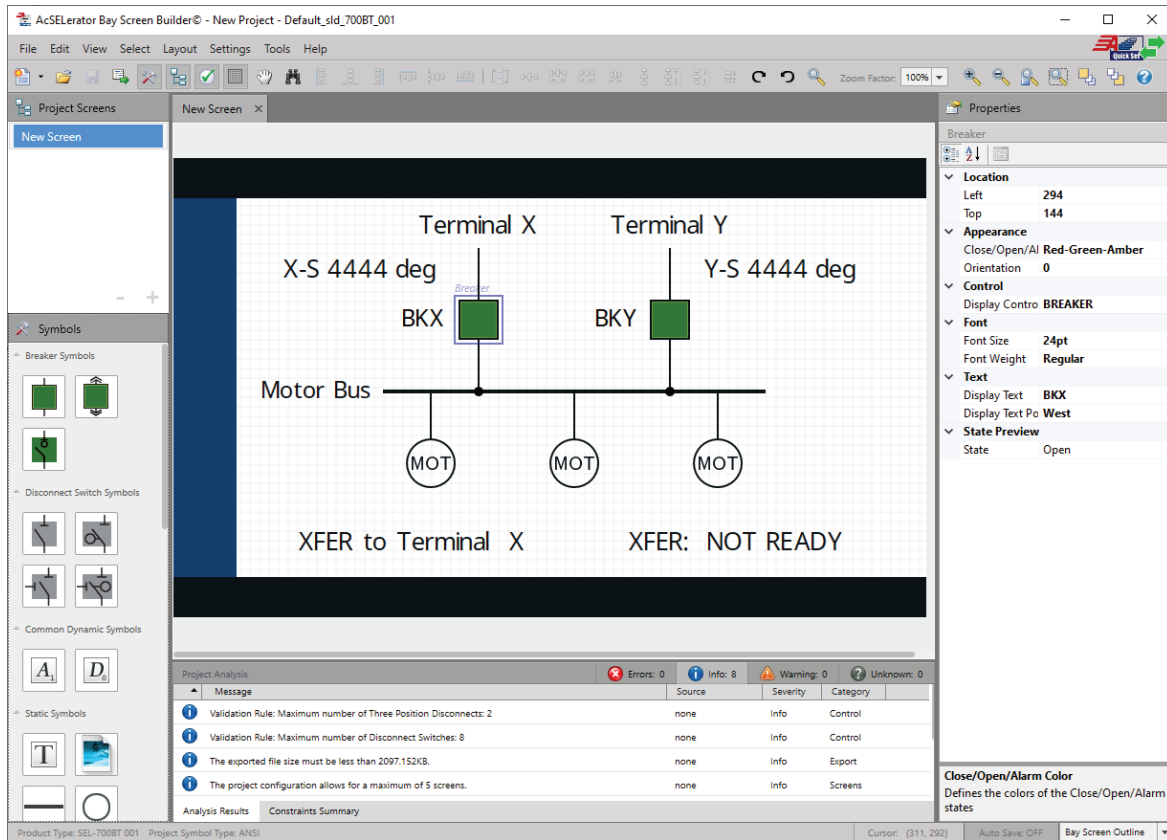 AcSELerator Bay Screen Builder© - New Project - Default_sld_700BT_001
File Edit View Select Layout Settings Tools Help
Quick Set
Zoom Factor: 100%
Project Screens
New Screen
Symbols
Breaker Symbols
Disconnect Switch Symbols
Common Dynamic Symbols
A1 D0
Static Symbols
T
New Screen
Terminal X Terminal Y
X-S 4444 deg Y-S 4444 deg
Breaker
BKX BKY
Motor Bus
MOT MOT MOT
XFER to Terminal X XFER: NOT READY
Project Analysis Errors: 0 Info: 8 Warning: 0 Unknown: 0
Message Source Severity Category
Validation Rule: Maximum number of Three Position Disconnects: 2 none Info Control
Validation Rule: Maximum number of Disconnect Switches: 8 none Info Control
The exported file size must be less than 2097.152KB. none Info Export
The project configuration allows for a maximum of 5 screens. none Info Screens
Analysis Results Constraints Summary
Properties
Breaker
Location
Left 294
Top 144
Appearance
Close/Open/Al Red-Green-Amber
Orientation 0
Control
Display Contro BREAKER
Font
Font Size 24pt
Font Weight Regular
Text
Display Text BKX
Display Text Po West
State Preview
State Open
Close/Open/Alarm Color
Defines the colors of the Close/Open/Alarm
states
Product Type: SEL-700BT 001 Project Symbol Type: ANSI Cursor: (311, 292) Auto Save: OFF Bay Screen Outline